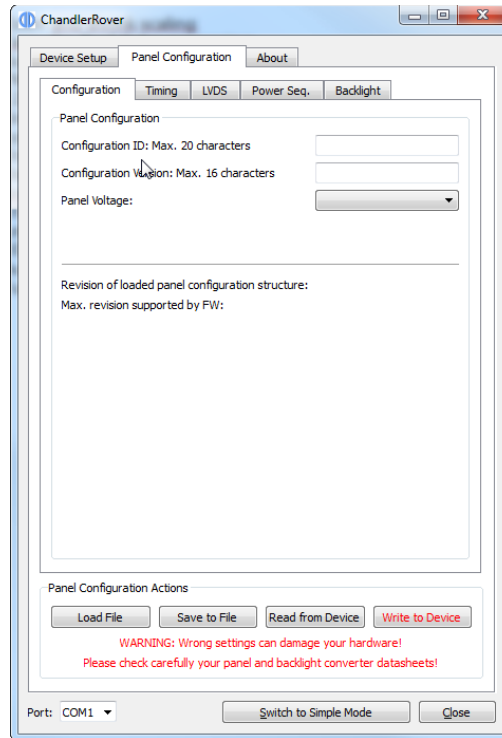 ChandlerRover
Device Setup Panel Configuration About
Configuration Timing LVDS Power Seq. Backlight
Panel Configuration
Configuration ID: Max. 20 characters
Configuration Version: Max. 16 characters
Panel Voltage:
Revision of loaded panel configuration structure:
Max. revision supported by FW:
Panel Configuration Actions
Load File Save to File Read from Device Write to Device
WARNING: Wrong settings can damage your hardware!
Please check carefully your panel and backlight converter datasheets!
Port: COM1 Switch to Simple Mode Close